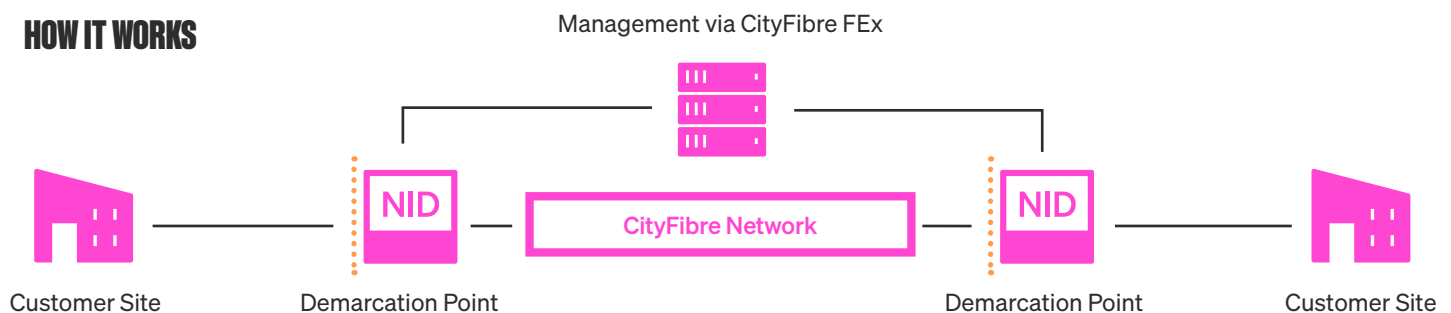 HOW IT WORKS
Management via CityFibre FEx
NID
CityFibre Network
NID
Customer Site
Demarcation Point
Demarcation Point
Customer Site